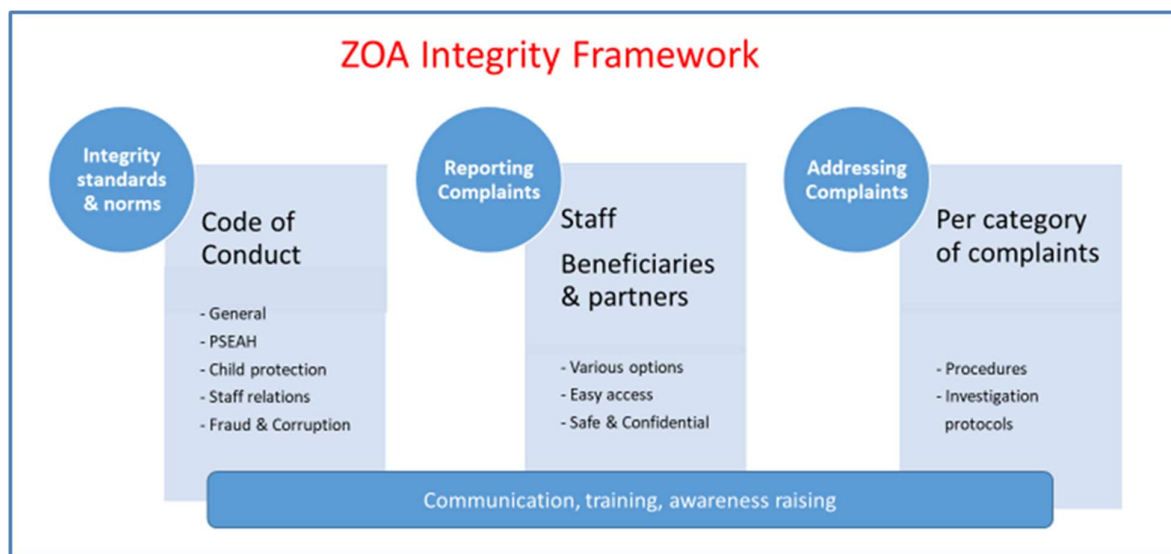 ZOA Integrity Framework
Integrity
standards
& norms
Code of
Conduct
- General
- PSEAH
- Child protection
- Staff relations
- Fraud & Corruption
Reporting
Complaints
Staff
Beneficiaries
& partners
- Various options
- Easy access
- Safe & Confidential
Addressing
Complaints
Per category
of complaints
- Procedures
- Investigation
protocols
Communication, training, awareness raising